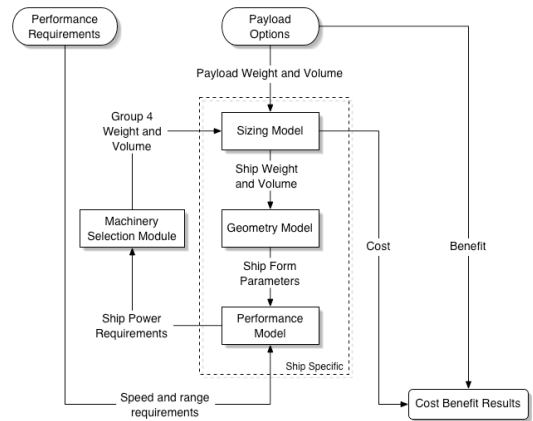 Performance
Requirements
Payload
Options
Payload Weight and Volume
Group 4
Weight and
Volume
Sizing Model
Ship Weight
and Volume
Machinery
Selection Module
Geometry Model
Cost
Benefit
Ship Form
Parameters
Ship Power
Requirements
Performance
Model
Ship Specific
Speed and range
requirements
Cost Benefit Results